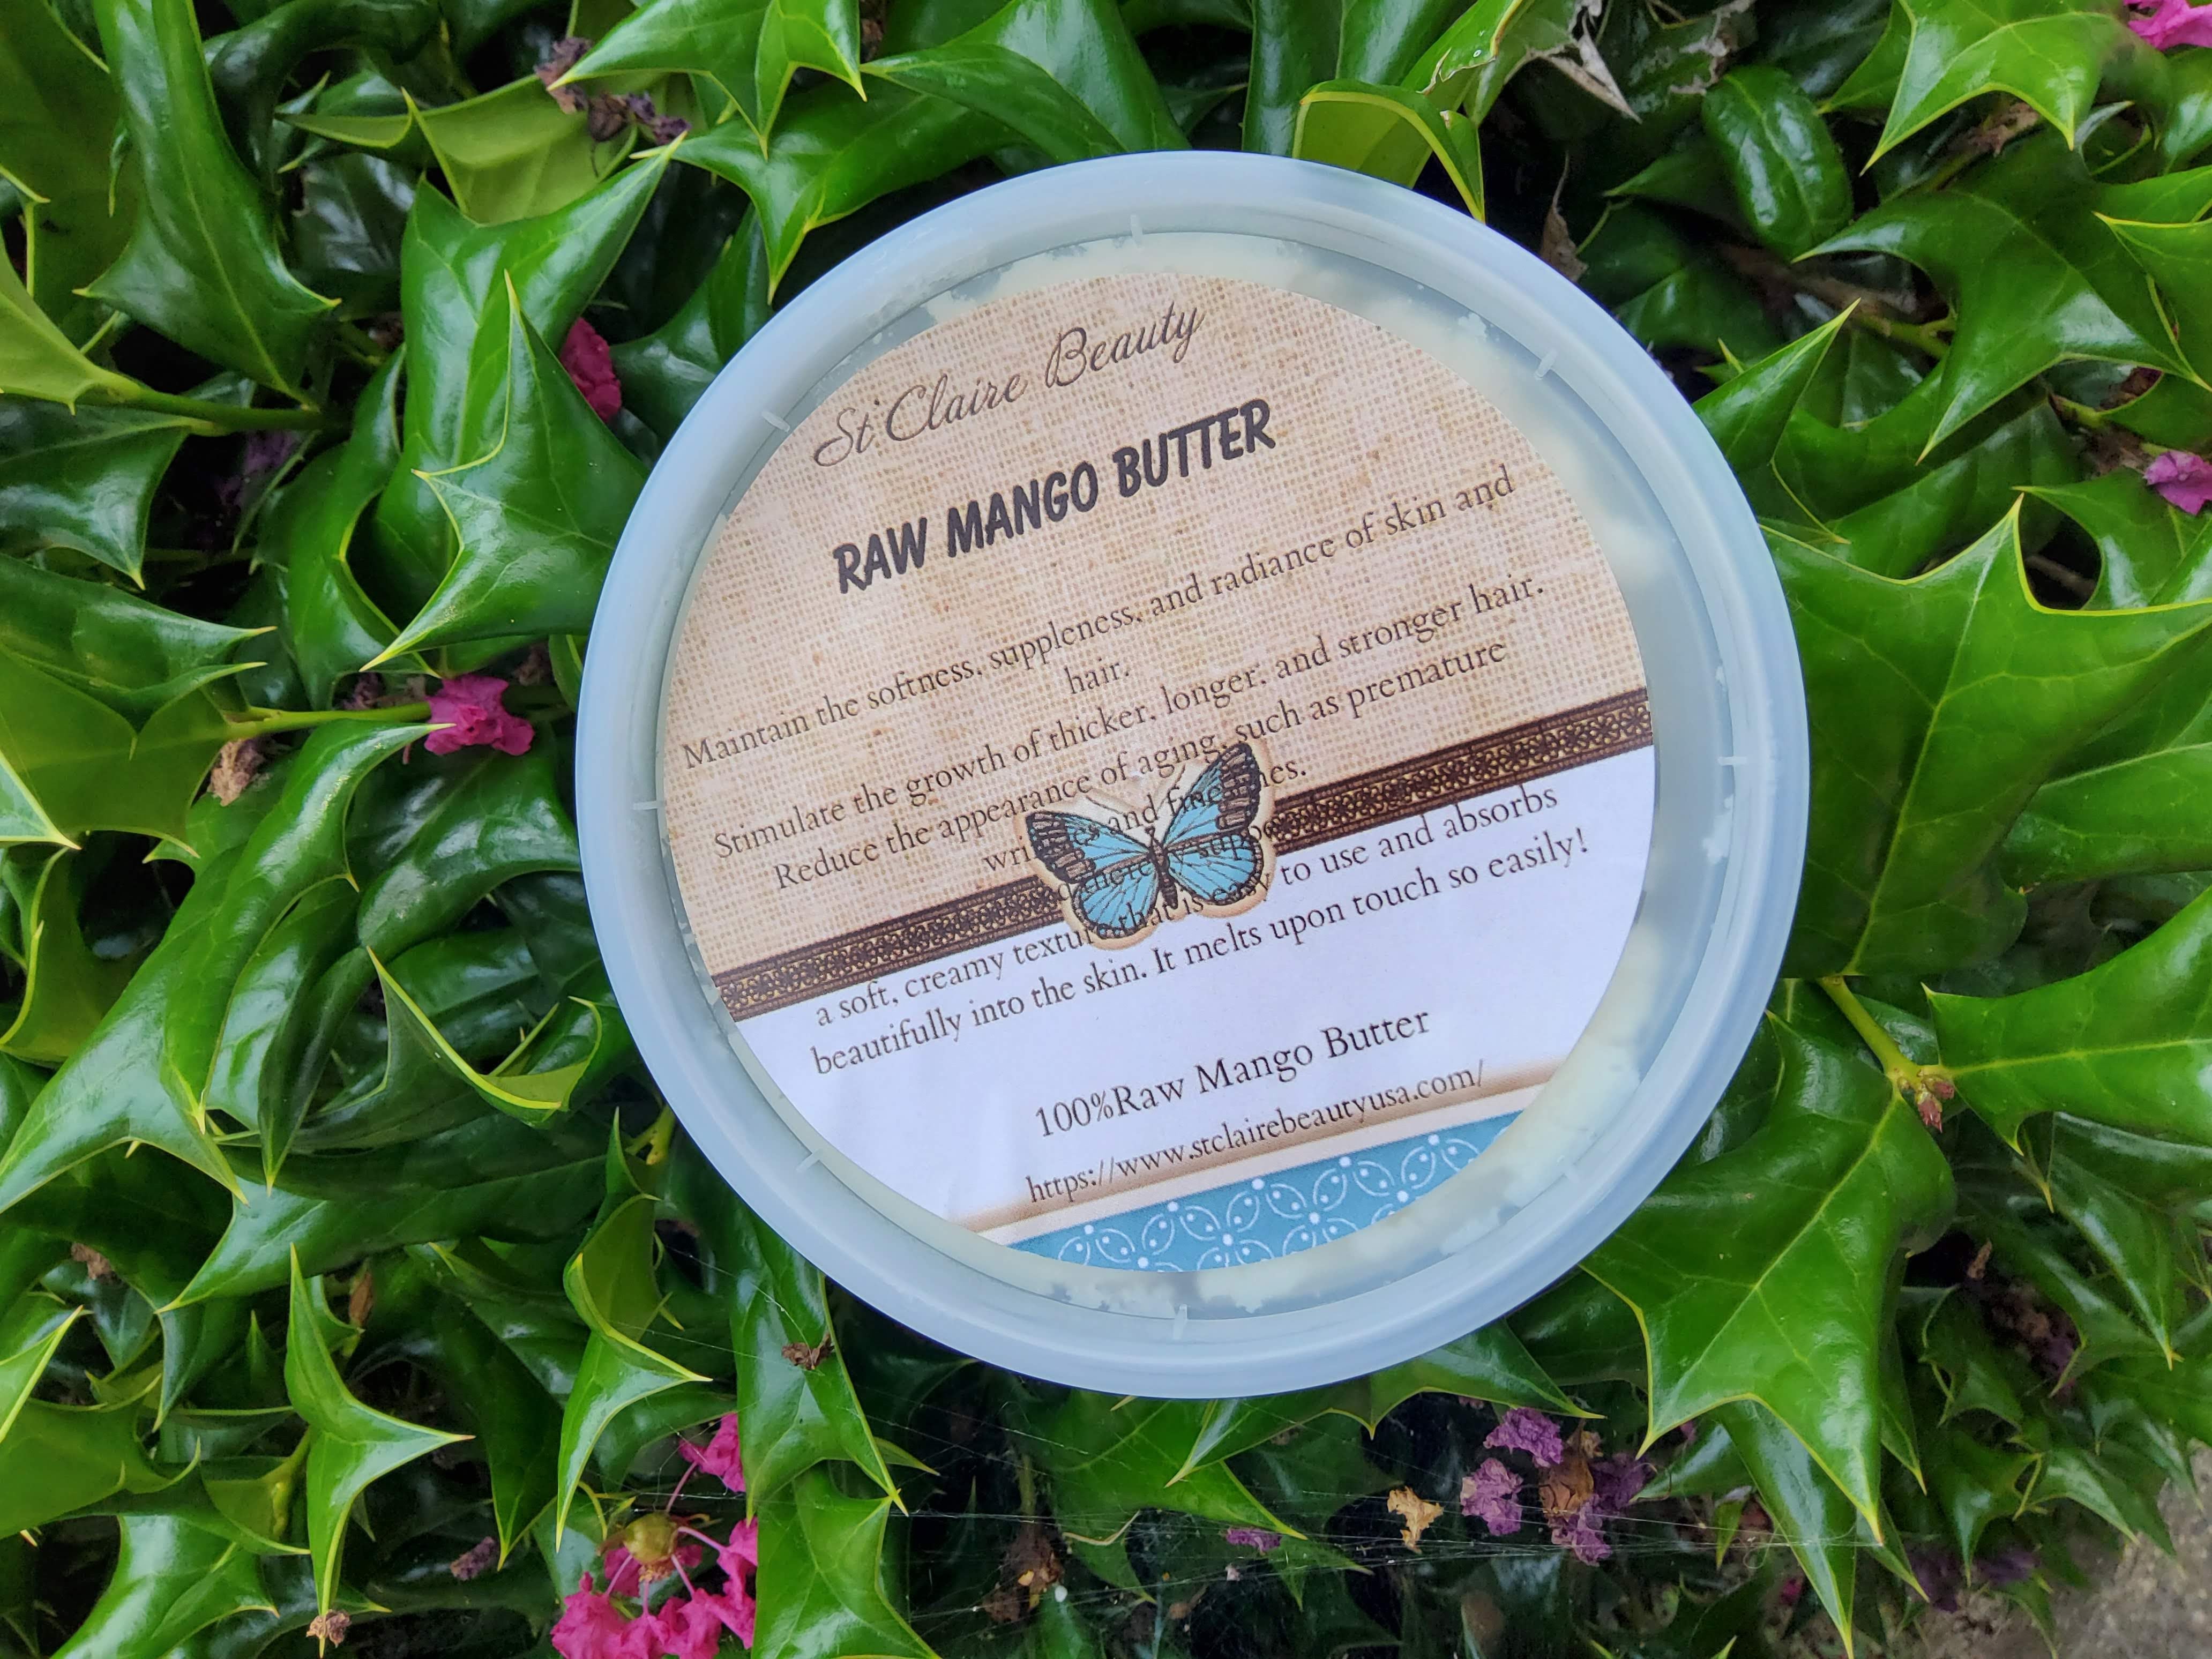 St Claire Beauty
RAW MANGO BUTTER
Maintain the softness, suppleness, and radiance of skin and
hair.
Stimulate the growth of thicker, longer, and stronger hair.
Reduce the appearance of aging, such as premature
and fine
a soft, creamy that is easy to use and absorbs
beautifully into the skin. It melts upon touch so easily!
100%Raw Mango Butter
https://www.stclairebeautyusa.com/